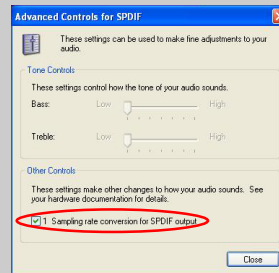 Advanced Controls for SPDIF
These settings can be used to make fine adjustments to your
audio.
Tone Controls
These settings control how the tone of your audio sounds.
Bass: Low High
Treble: Low High
Other Controls
These settings make other changes to how your audio sounds. See
your hardware documentation for details.
1 Sampling rate conversion for SPDIF output
Close